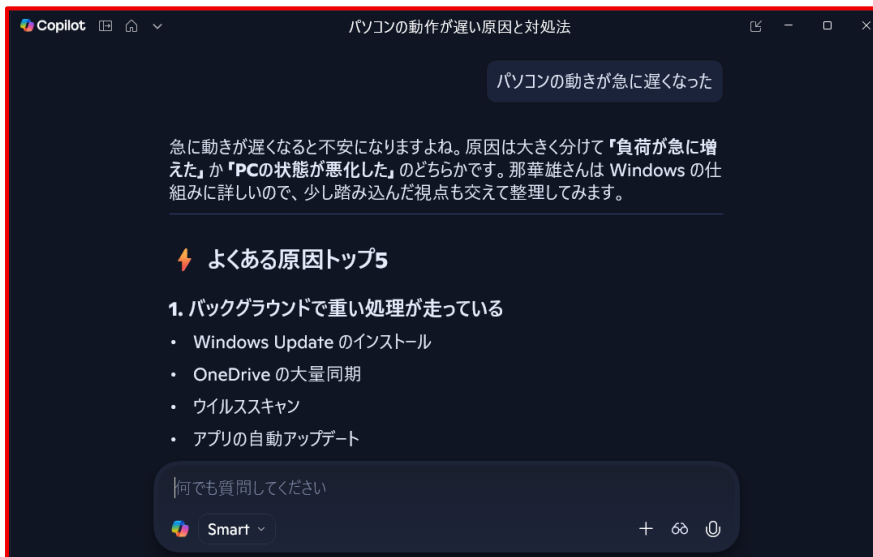 Copilot
パソコンの動作が遅い原因と対処法
パソコンの動きが急に遅くなった
急に動きが遅くなると不安になりますよね。原因は大きく分けて『負荷が急に増
えた』か『PCの状態が悪化した』のどちらかです。那華雄さんは Windows の仕
組みに詳しいので、少し踏み込んだ視点も交えて整理してみます。
よくある原因トップ5
1. バックグラウンドで重い処理が走っている
• Windows Update のインストール
• OneDrive の大量同期
• ウイルススキャン
• アプリの自動アップデート
何でも質問してください
Smart